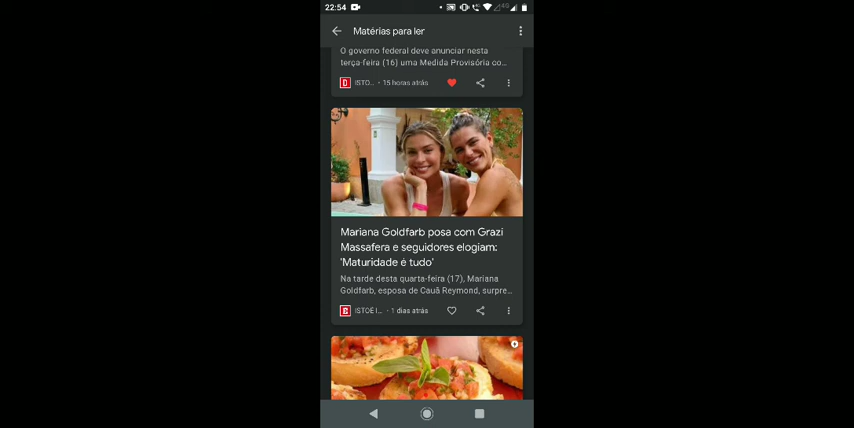 22:54
4G
Matérias para ler
O governo federal deve anunciar nesta
terça-feira (16) uma Medida Provisória co...
ISTO... • 15 horas atrás
Mariana Goldfarb posa com Grazi
Massafera e seguidores elogiam:
'Maturidade é tudo'
Na tarde desta quarta-feira (17), Mariana
Goldfarb, esposa de Cauã Reymond, surpre...
ISTOÉ I... • 1 dias atrás